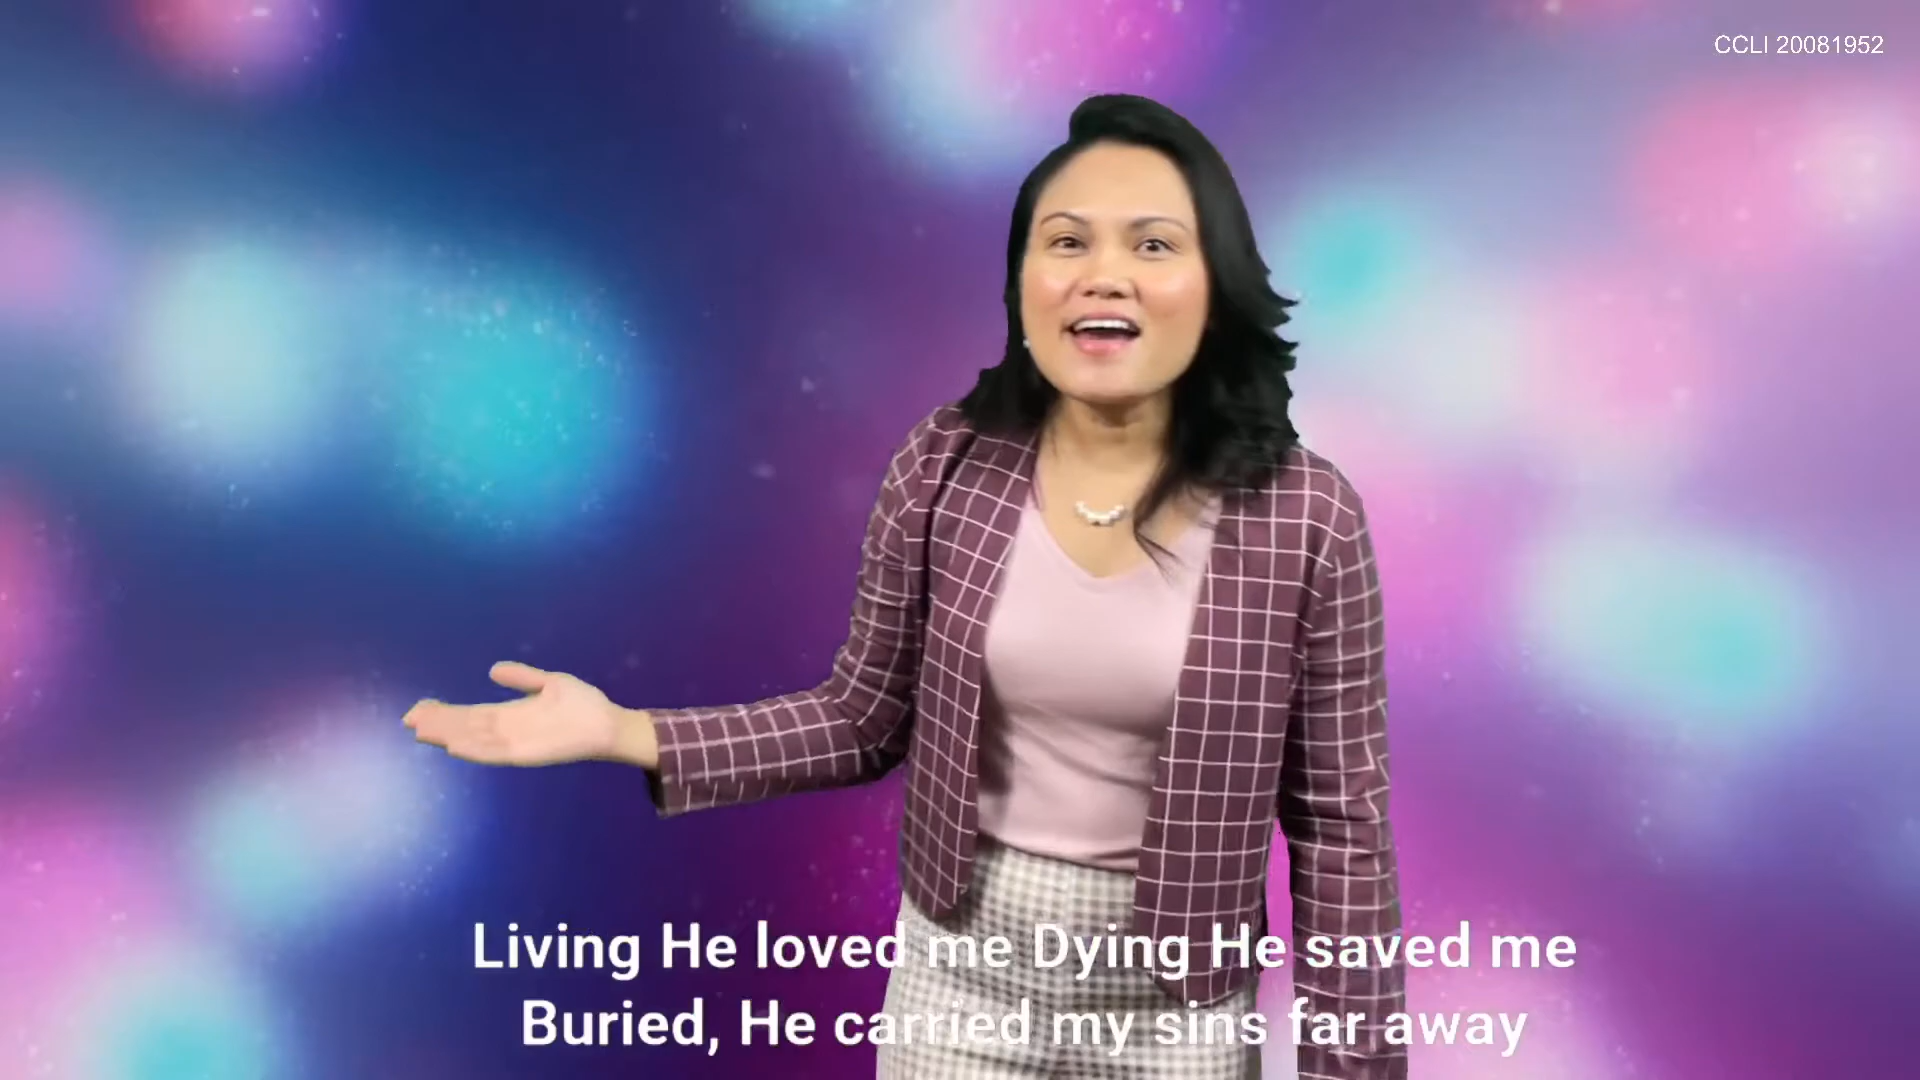 CCLI 20081952
Living He loved me Dying He saved me
Buried, He carried my sins far away